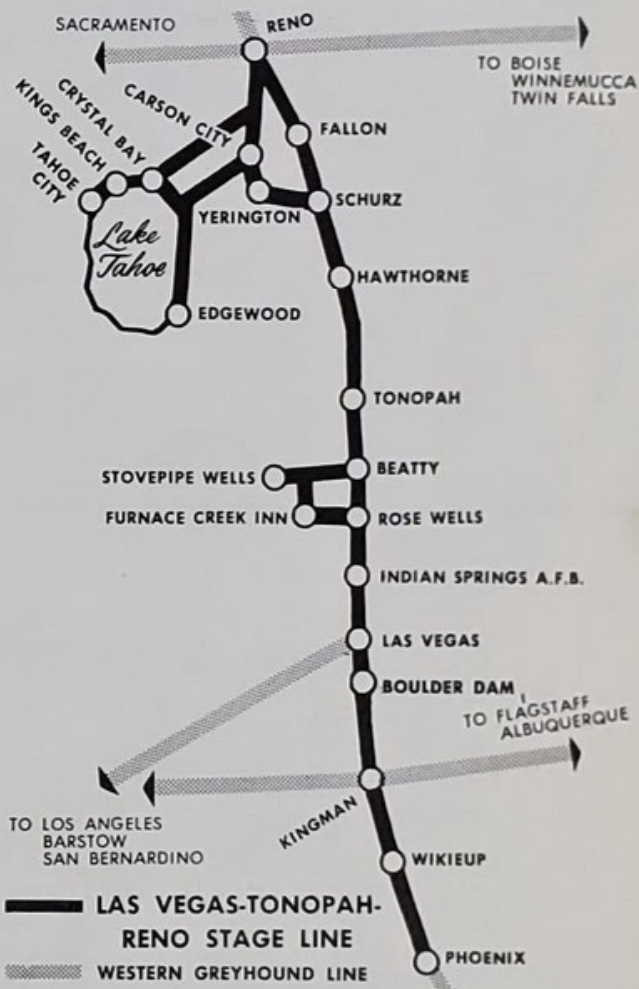 SACRAMENTO
RENO
TO BOISE
WINNEMUCCA
TWIN FALLS
CARSON CITY
CRYSTAL BAY
KINGS BEACH
TAHOE
CITY
FALLON
YERINGTON
SCHURZ
Lake
Tahoe
HAWTHORNE
EDGEWOOD
TONOPAH
BEATTY
STOVEPIPE WELLS
FURNACE CREEK INN
ROSE WELLS
INDIAN SPRINGS A.F.B.
LAS VEGAS
BOULDER DAM
TO FLAGSTAFF
ALBUQUERQUE
KINGMAN
TO LOS ANGELES
BARSTOW
SAN BERNARDINO
WIKIEUP
LAS VEGAS-TONOPAH-
RENO STAGE LINE
PHOENIX
WESTERN GREYHOUND LINE